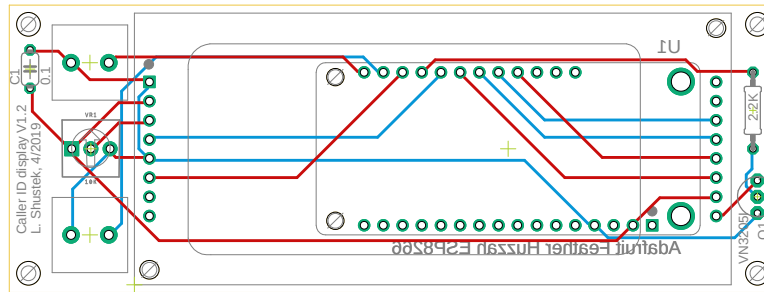 U1
C1
0.1
VR1
10K
2.2K
Caller ID display V1.2
L. Shustek, 4/2019
Adafruit Feather Huzzah ESP8266
VN3205
Q1